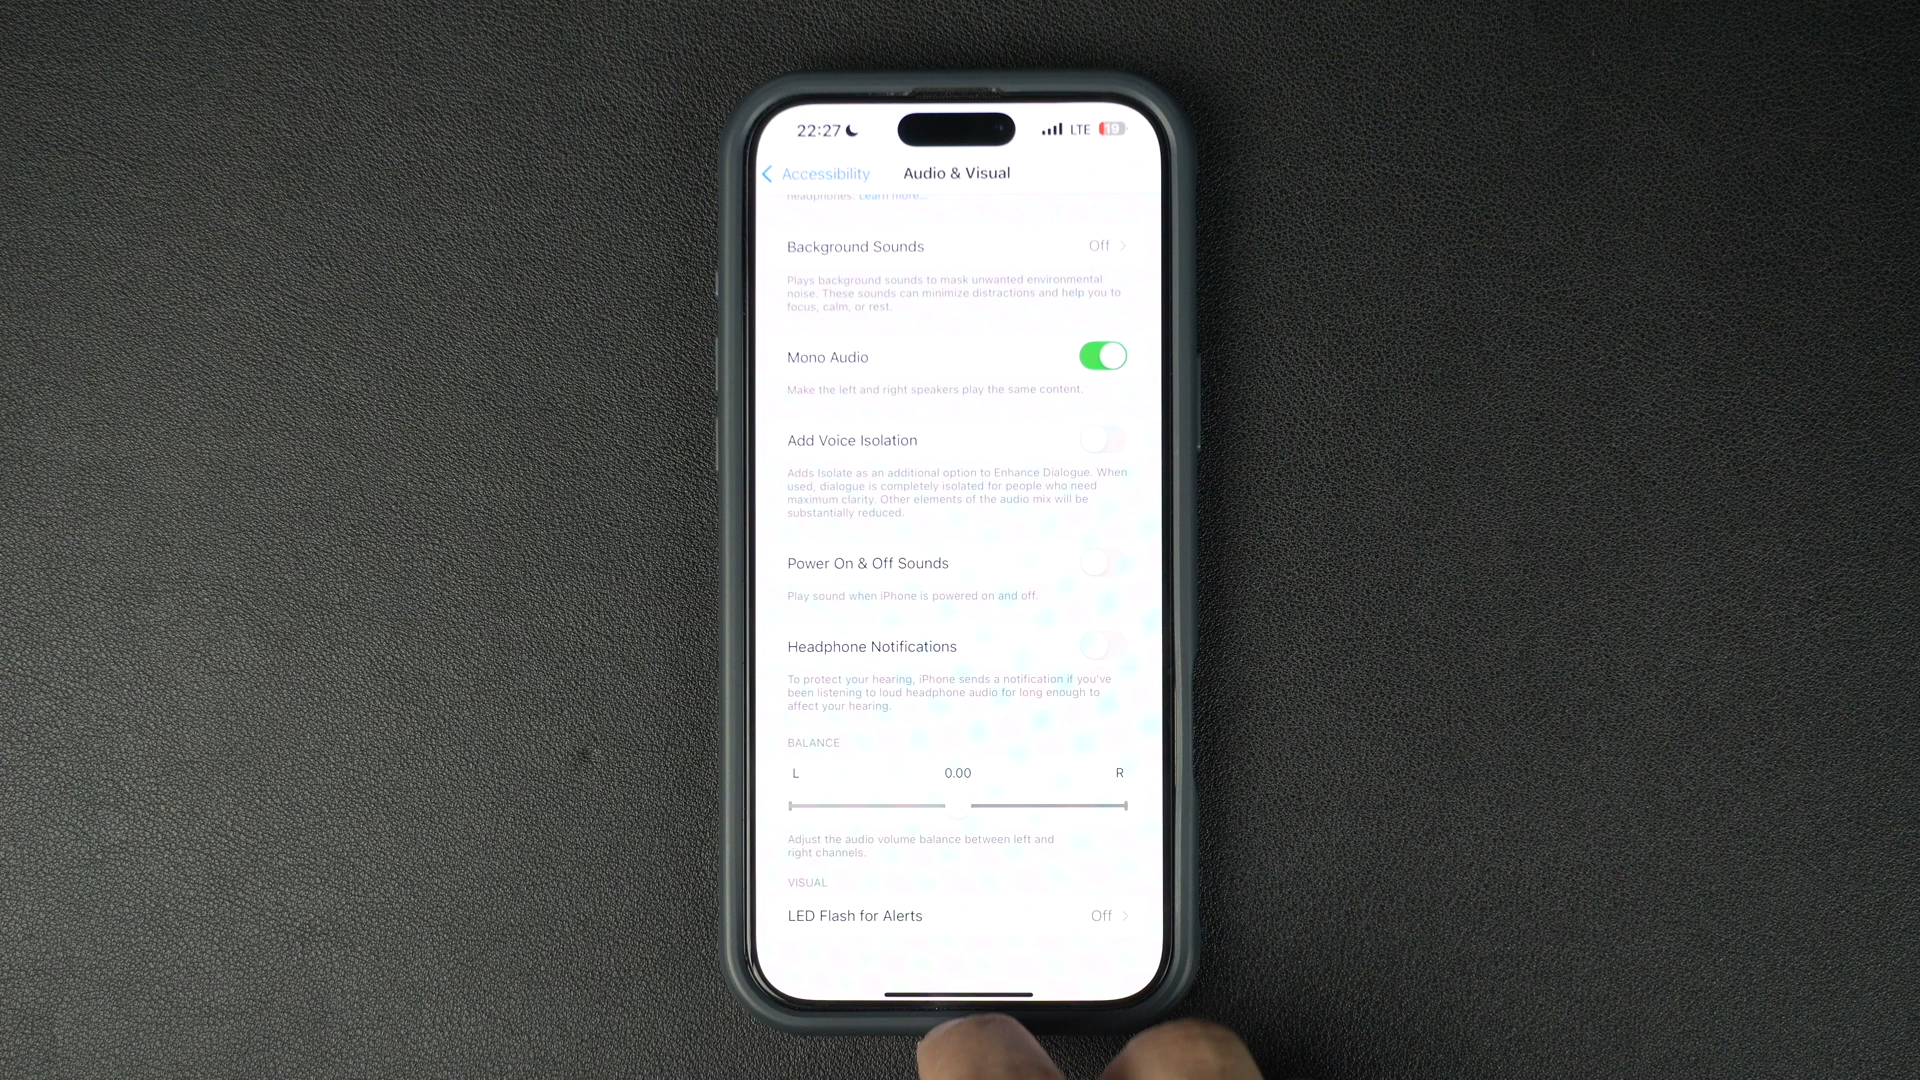 22:27 LTE 19
Accessibility Audio & Visual
headphones. Learn more...
Background Sounds Off
Plays background sounds to mask unwanted environmental
noise. These sounds can minimize distractions and help you to
focus, calm, or rest.
Mono Audio
Make the left and right speakers play the same content.
Add Voice Isolation
Adds Isolate as an additional option to Enhance Dialogue. When
used, dialogue is completely isolated for people who need
maximum clarity. Other elements of the audio mix will be
substantially reduced.
Power On & Off Sounds
Play sound when iPhone is powered on and off.
Headphone Notifications
To protect your hearing, iPhone sends a notification if you've
been listening to loud headphone audio for long enough to
affect your hearing.
BALANCE
L 0.00 R
Adjust the audio volume balance between left and
right channels.
VISUAL
LED Flash for Alerts Off